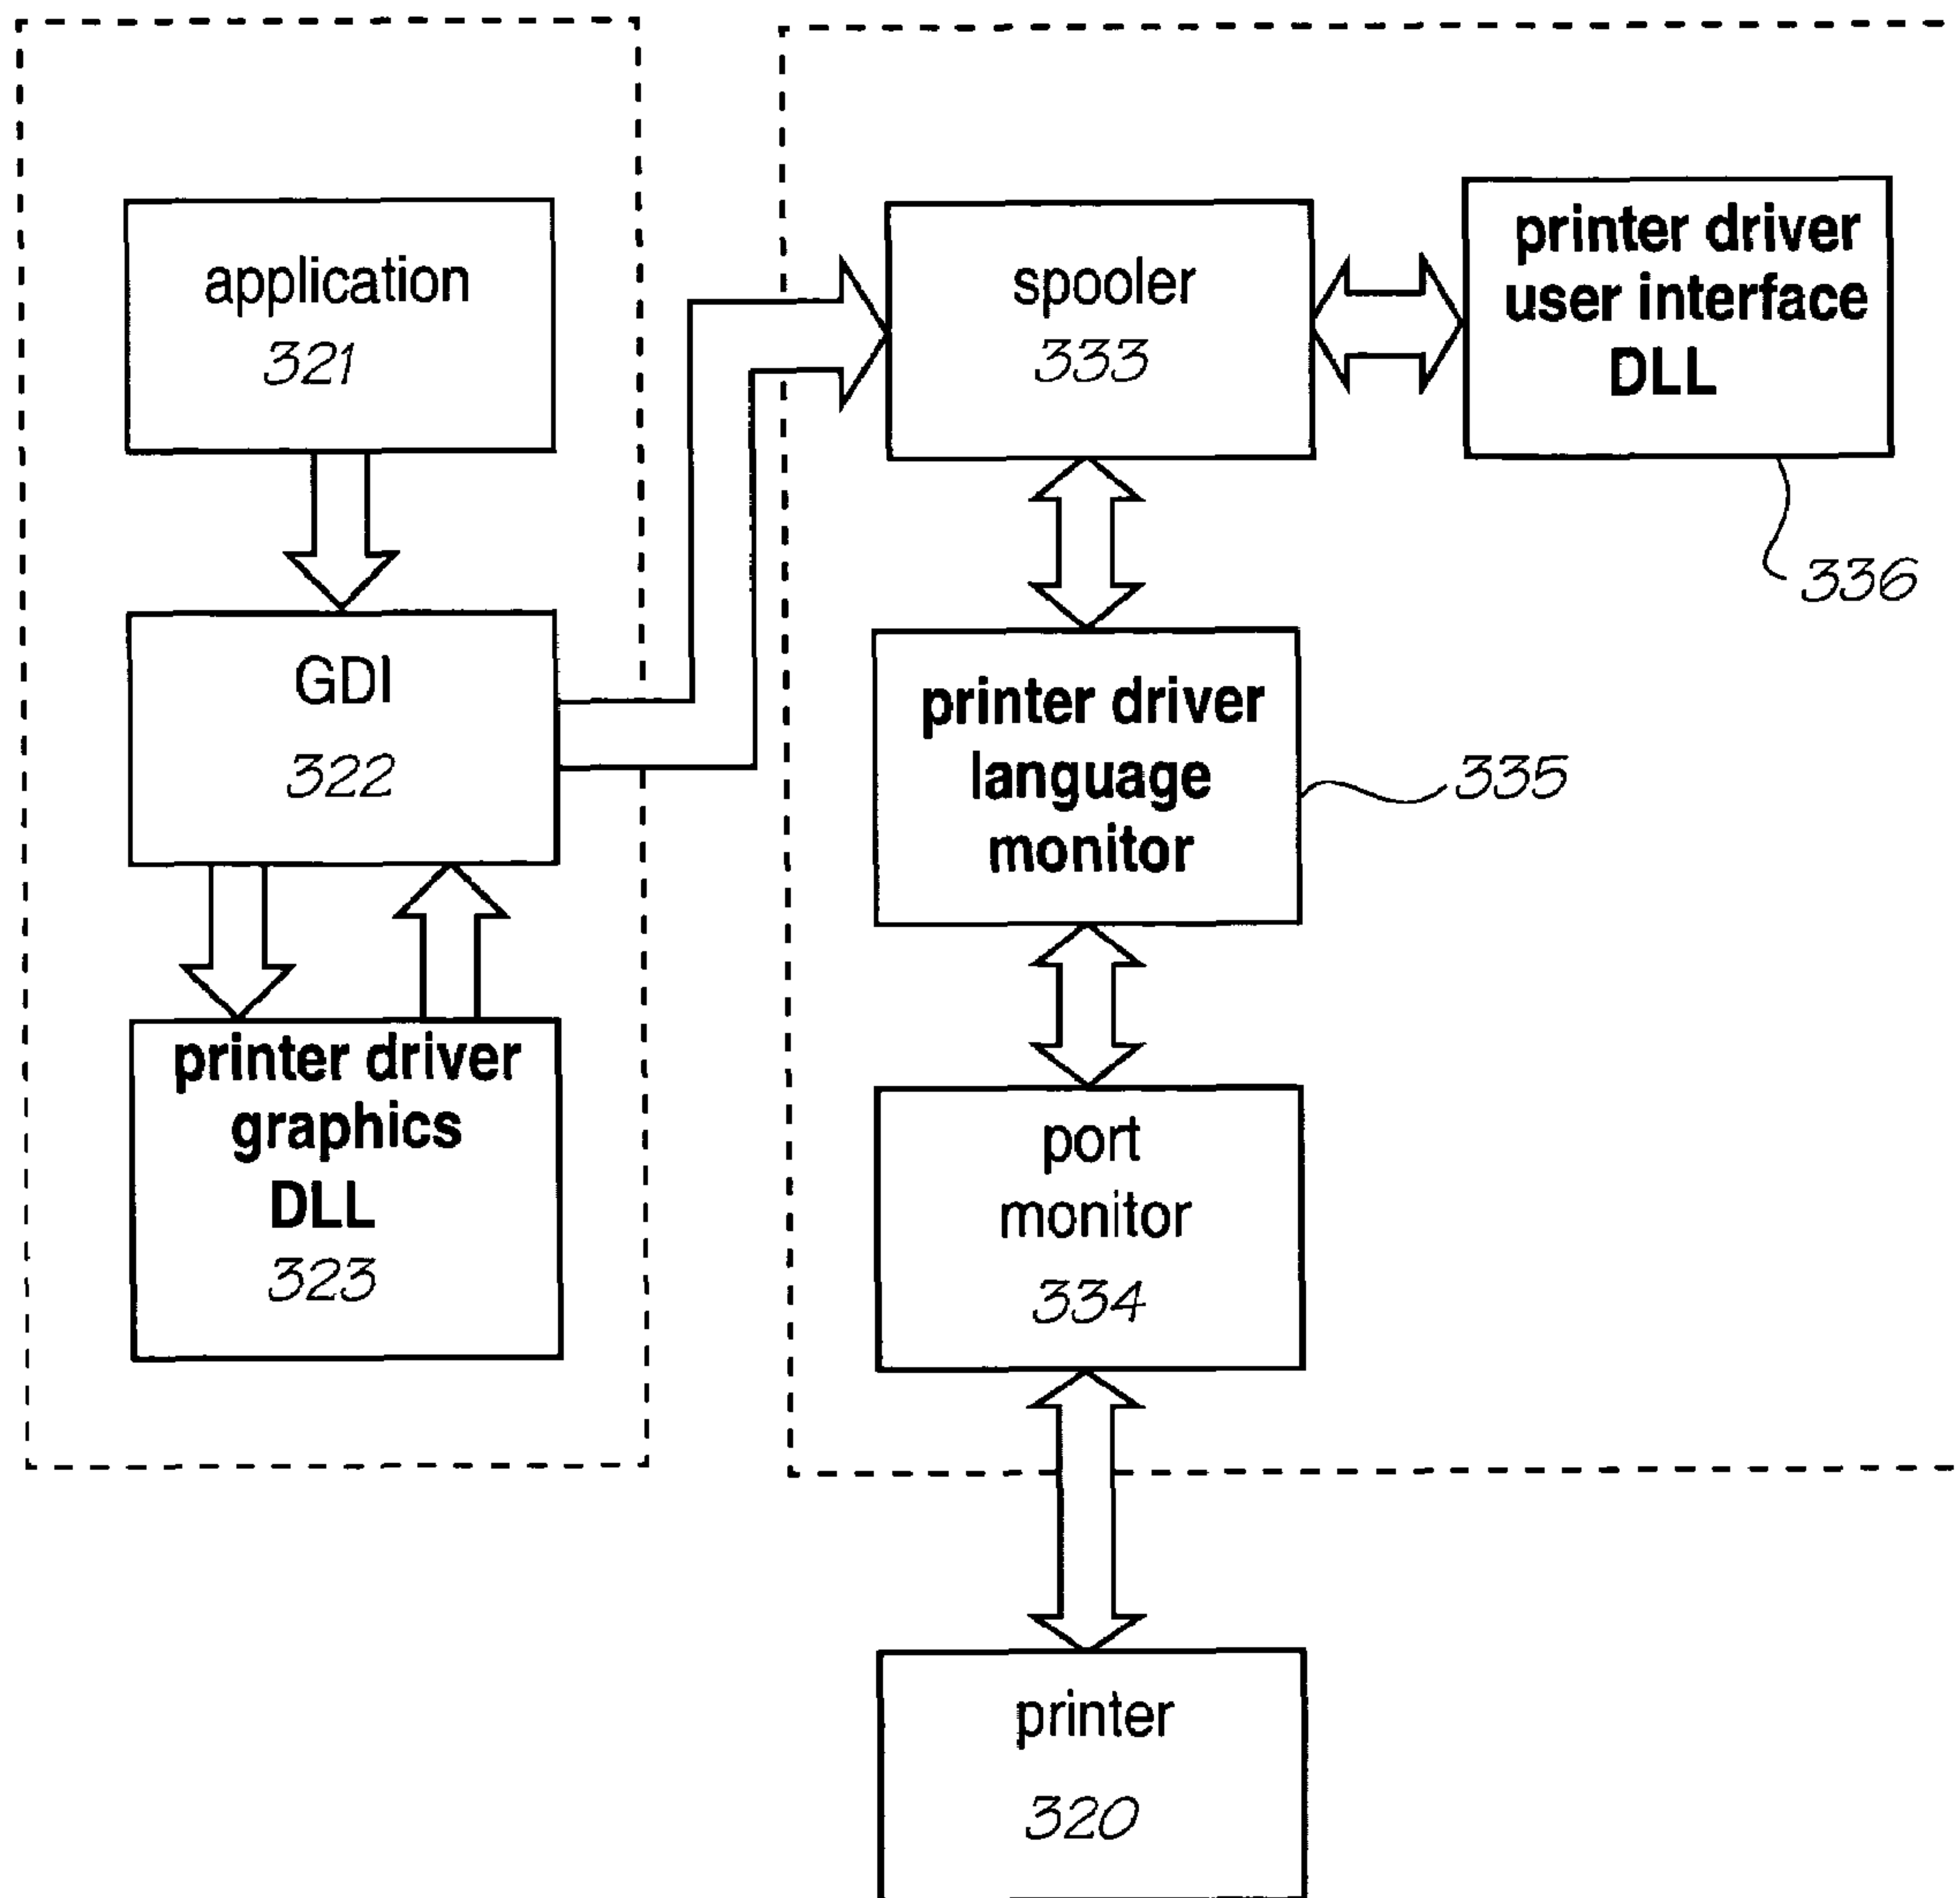 application
321
GDI
322
printer driver
graphics
DLL
323
spooler
333
printer driver
user interface
DLL
336
printer driver
language
monitor
335
port
monitor
334
printer
320